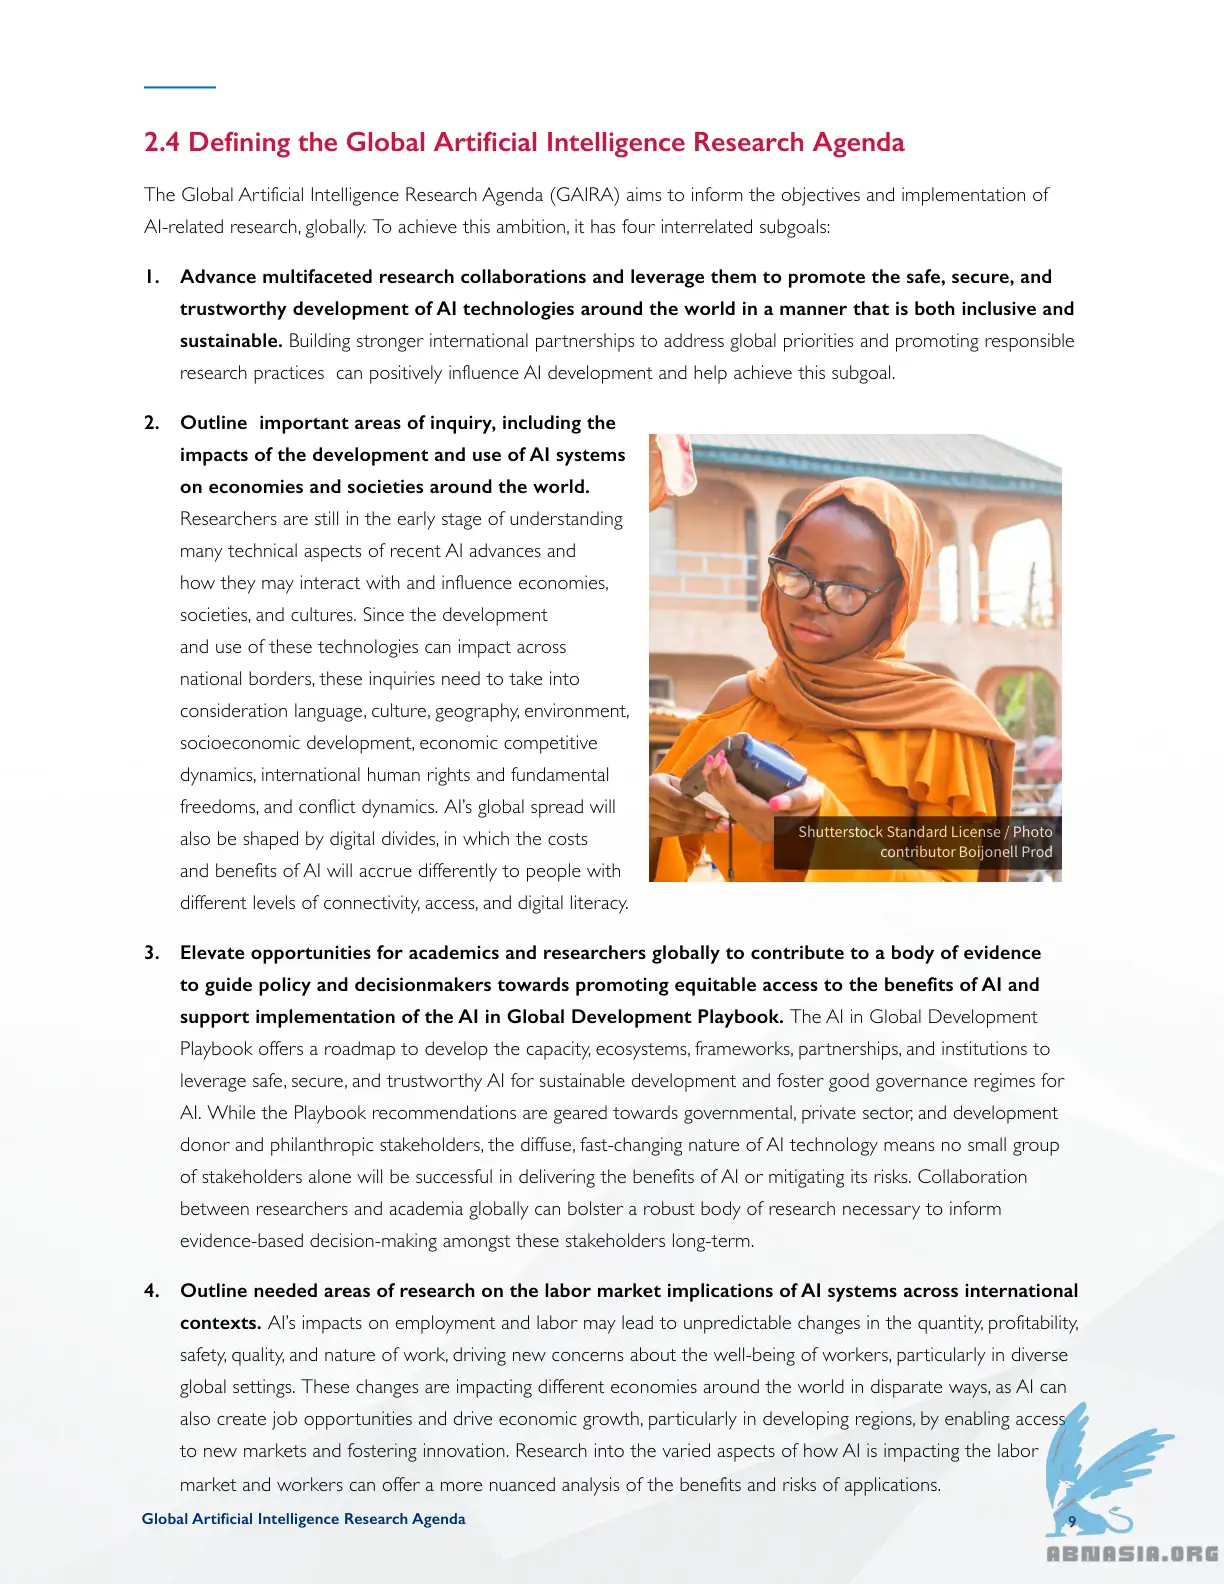 2.4 Defining the Global Artificial Intelligence Research Agenda
The Global Artificial Intelligence Research Agenda (GAIRA) aims to inform the objectives and implementation of
AI-related research, globally. To achieve this ambition, it has four interrelated subgoals:
1. Advance multifaceted research collaborations and leverage them to promote the safe, secure, and
trustworthy development of AI technologies around the world in a manner that is both inclusive and
sustainable. Building stronger international partnerships to address global priorities and promoting responsible
research practices can positively influence AI development and help achieve this subgoal.
2. Outline important areas of inquiry, including the
impacts of the development and use of AI systems
on economies and societies around the world.
Researchers are still in the early stage of understanding
many technical aspects of recent AI advances and
how they may interact with and influence economies,
societies, and cultures. Since the development
and use of these technologies can impact across
national borders, these inquiries need to take into
consideration language, culture, geography, environment,
socioeconomic development, economic competitive
dynamics, international human rights and fundamental
freedoms, and conflict dynamics. AI's global spread will
also be shaped by digital divides, in which the costs
and benefits of AI will accrue differently to people with
different levels of connectivity, access, and digital literacy.
Shutterstock Standard License / Photo
contributor Boijonell Prod
3. Elevate opportunities for academics and researchers globally to contribute to a body of evidence
to guide policy and decisionmakers towards promoting equitable access to the benefits of AI and
support implementation of the AI in Global Development Playbook. The AI in Global Development
Playbook offers a roadmap to develop the capacity, ecosystems, frameworks, partnerships, and institutions to
leverage safe, secure, and trustworthy AI for sustainable development and foster good governance regimes for
AI. While the Playbook recommendations are geared towards governmental, private sector, and development
donor and philanthropic stakeholders, the diffuse, fast-changing nature of AI technology means no small group
of stakeholders alone will be successful in delivering the benefits of AI or mitigating its risks. Collaboration
between researchers and academia globally can bolster a robust body of research necessary to inform
evidence-based decision-making amongst these stakeholders long-term.
4. Outline needed areas of research on the labor market implications of AI systems across international
contexts. AI's impacts on employment and labor may lead to unpredictable changes in the quantity, profitability,
safety, quality, and nature of work, driving new concerns about the well-being of workers, particularly in diverse
global settings. These changes are impacting different economies around the world in disparate ways, as AI can
also create job opportunities and drive economic growth, particularly in developing regions, by enabling access
to new markets and fostering innovation. Research into the varied aspects of how AI is impacting the labor
market and workers can offer a more nuanced analysis of the benefits and risks of applications.
Global Artificial Intelligence Research Agenda
9
ABNASIA.ORG